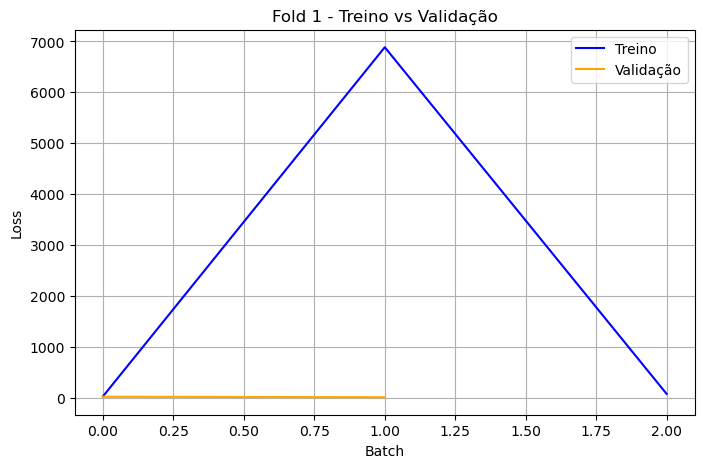 Fold 1 - Treino vs Validação
7000
6000
5000
4000
3000
2000
1000
0
Loss
Treino
Validação
0.00 0.25 0.50 0.75 1.00 1.25 1.50 1.75 2.00
Batch